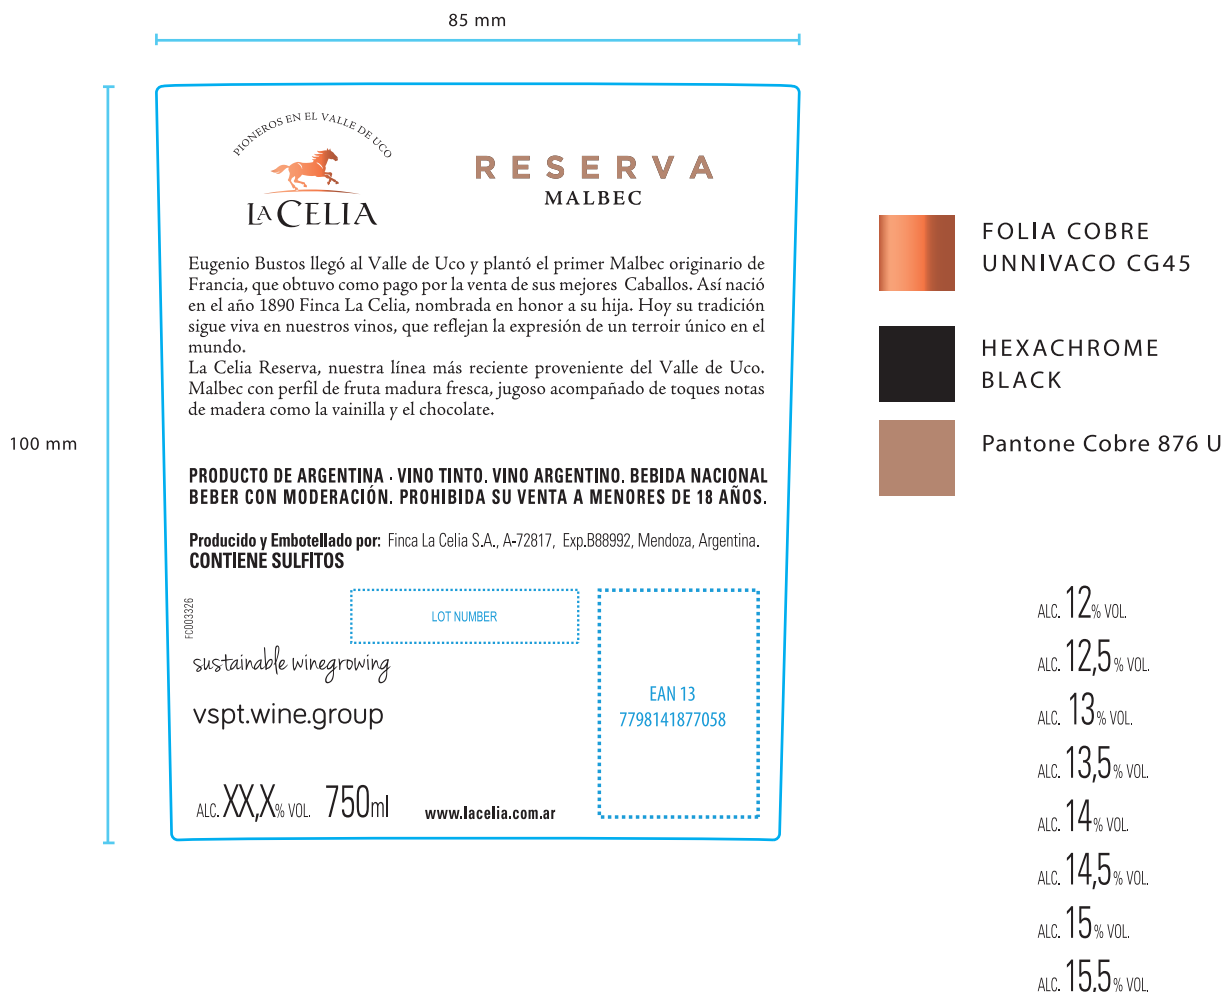 85 mm
100 mm
PIONEROS EN EL VALLE DE UCO
LA CELIA
RESERVA
MALBEC
Eugenio Bustos llegó al Valle de Uco y plantó el primer Malbec originario de
Francia, que obtuvo como pago por la venta de sus mejores Caballos. Así nació
en el año 1890 Finca La Celia, nombrada en honor a su hija. Hoy su tradición
sigue viva en nuestros vinos, que reflejan la expresión de un terroir único en el
mundo.
La Celia Reserva, nuestra línea más reciente proveniente del Valle de Uco.
Malbec con perfil de fruta madura fresca, jugoso acompañado de toques notas
de madera como la vainilla y el chocolate.
PRODUCTO DE ARGENTINA · VINO TINTO. VINO ARGENTINO. BEBIDA NACIONAL
BEBER CON MODERACIÓN. PROHIBIDA SU VENTA A MENORES DE 18 AÑOS.
Producido y Embotellado por: Finca La Celia S.A., A-72817, Exp.B88992, Mendoza, Argentina.
CONTIENE SULFITOS
FC003326
LOT NUMBER
sustainable winegrowing
vspt.wine.group
EAN 13
7798141877058
ALC. XX,X% VOL. 750ml
www.lacelia.com.ar
FOLIA COBRE
UNNIVACO CG45
HEXACHROME
BLACK
Pantone Cobre 876 U
ALC. 12% VOL.
ALC. 12,5% VOL.
ALC. 13% VOL.
ALC. 13,5% VOL.
ALC. 14% VOL.
ALC. 14,5% VOL.
ALC. 15% VOL.
ALC. 15,5% VOL.